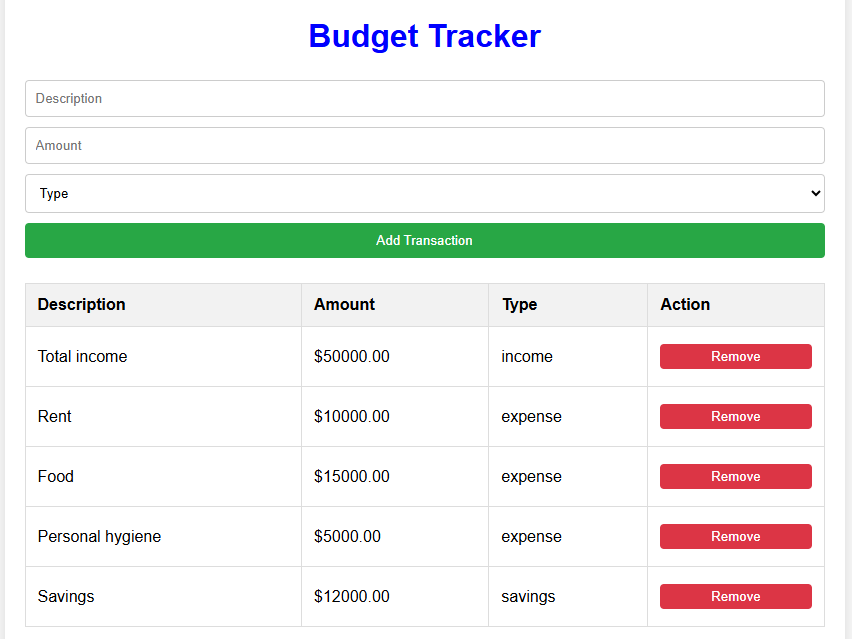 Budget Tracker
Description
Amount
Type
Add Transaction
Description Amount Type Action
Total income $50000.00 income Remove
Rent $10000.00 expense Remove
Food $15000.00 expense Remove
Personal hygiene $5000.00 expense Remove
Savings $12000.00 savings Remove